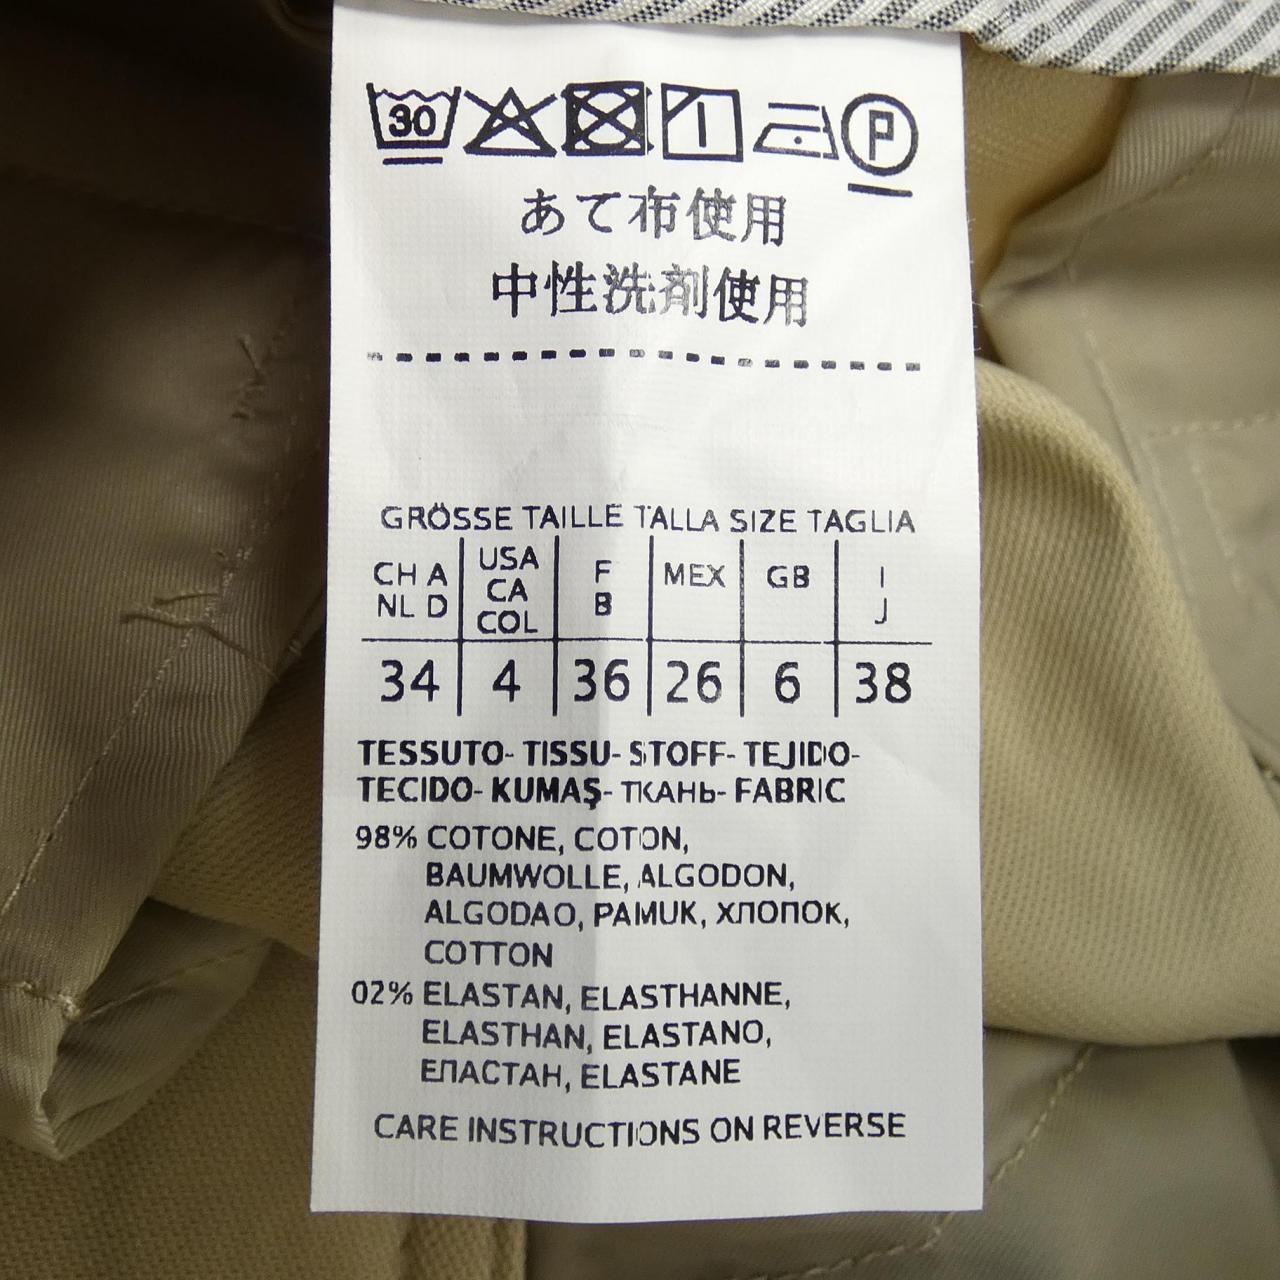 30 P
あて布使用
中性洗剤使用
GRÖSSE TAILLE TALLA SIZE TAGLIA
CH A NL D | USA CA COL | F B | MEX | GB | I J
34 | 4 | 36 | 26 | 6 | 38
TESSUTO- TISSU- STOFF- TEJIDO-
TECIDO- KUMAŞ- ТКАНЬ- FABRIC
98% COTONE, COTON,
BAUMWOLLE, ALGODON,
ALGODAO, PAMUK, ХЛОПОК,
COTTON
02% ELASTAN, ELASTHANNE,
ELASTHAN, ELASTANO,
ЕПАСТАН, ELASTANE
CARE INSTRUCTIONS ON REVERSE